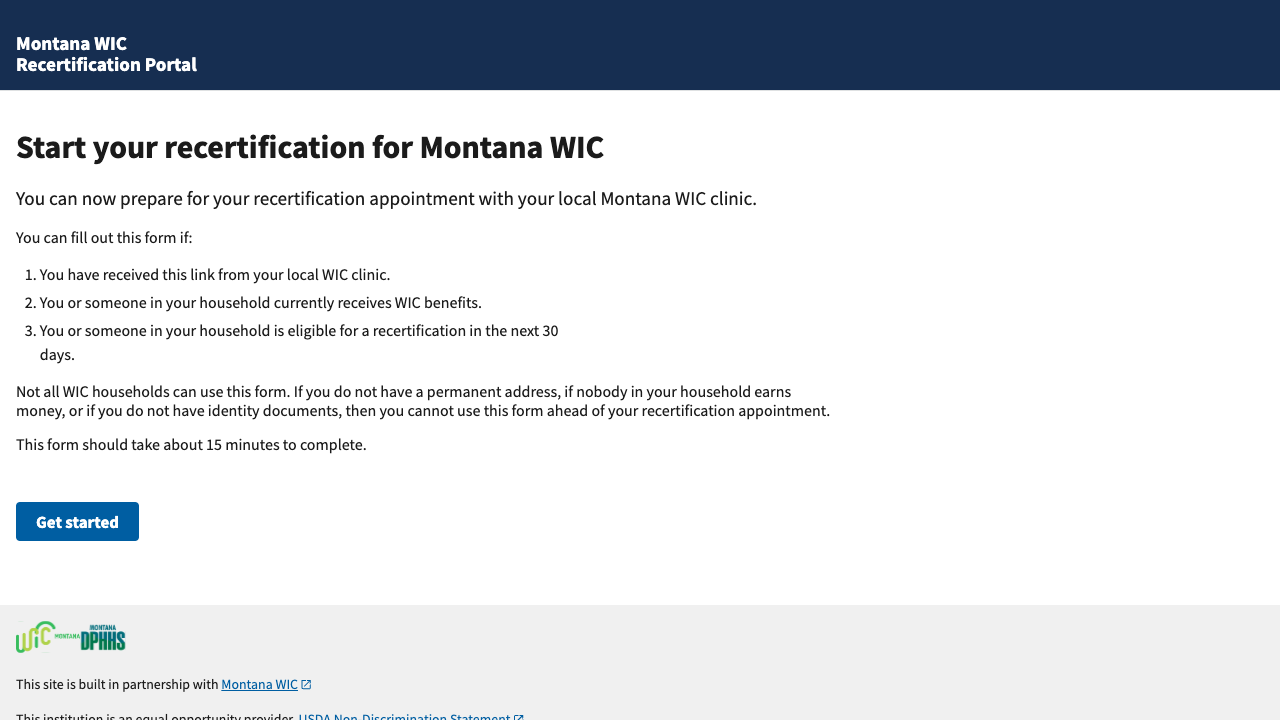 Montana WIC
Recertification Portal
Start your recertification for Montana WIC
You can now prepare for your recertification appointment with your local Montana WIC clinic.
You can fill out this form if:
1. You have received this link from your local WIC clinic.
2. You or someone in your household currently receives WIC benefits.
3. You or someone in your household is eligible for a recertification in the next 30
days.
Not all WIC households can use this form. If you do not have a permanent address, if nobody in your household earns
money, or if you do not have identity documents, then you cannot use this form ahead of your recertification appointment.
This form should take about 15 minutes to complete.
Get started
WiC MONTANA MONTANA DPHHS
This site is built in partnership with Montana WIC
This institution is an equal opportunity provider. USDA Non-Discrimination Statement